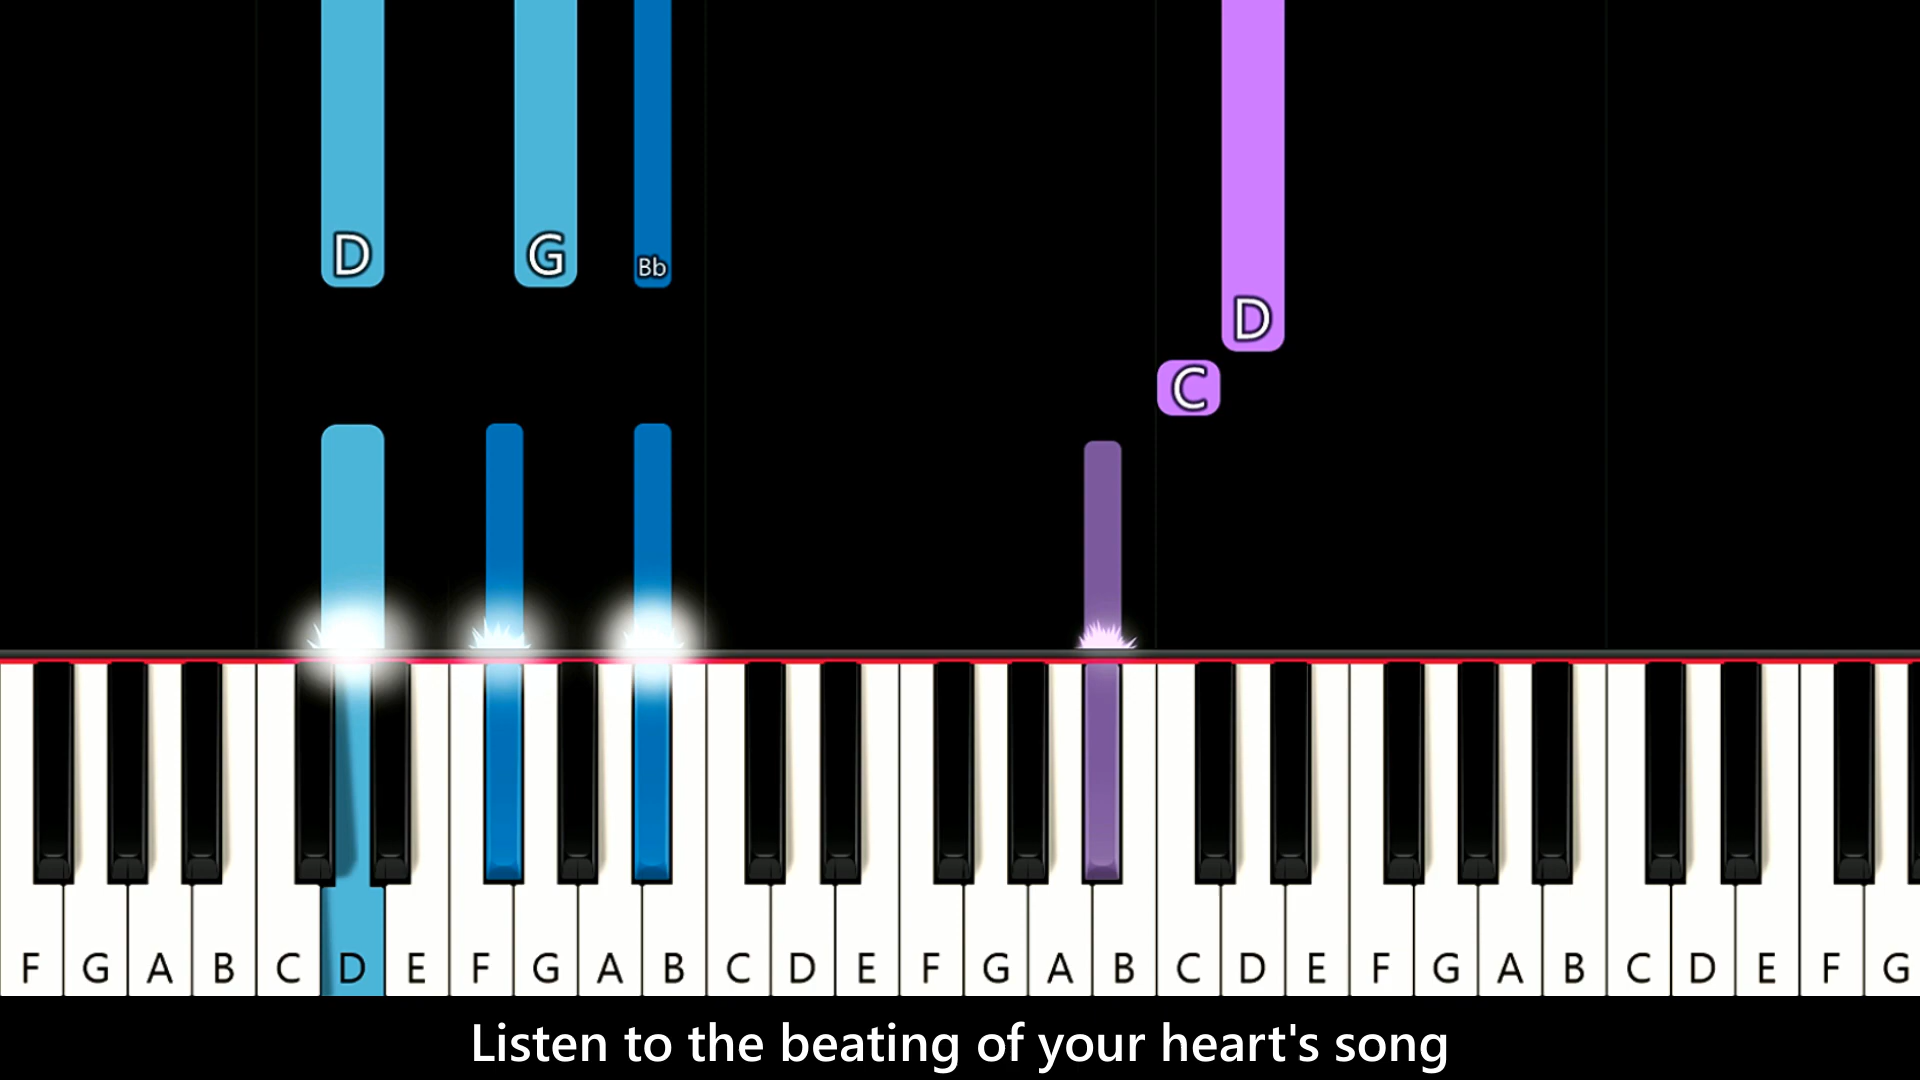 D G Bb
D
C
F G A B C D E F G A B C D E F G A B C D E F G A B C D E F G
Listen to the beating of your heart's song